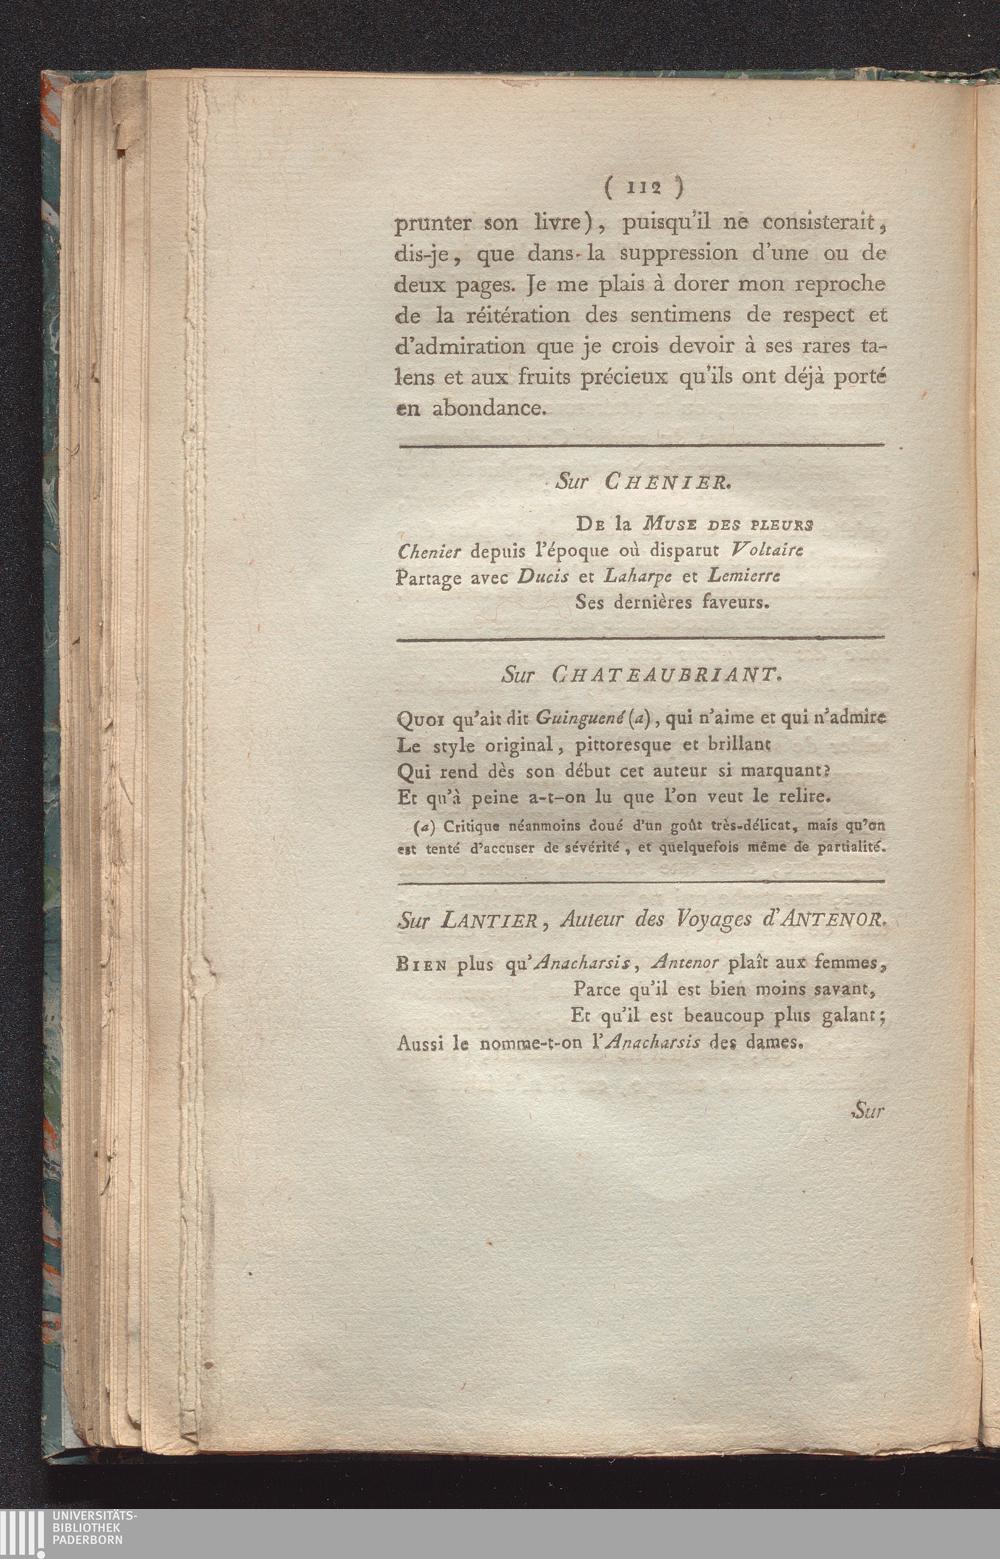 ( 112 )
prunter son livre), puisqu'il ne consisterait,
dis-je, que dans la suppression d'une ou de
deux pages. Je me plais à dorer mon reproche
de la réitération des sentimens de respect et
d'admiration que je crois devoir à ses rares ta-
lens et aux fruits précieux qu'ils ont déjà porté
en abondance.
Sur CHENIER.
DE la MUSE DES PLEURS
Chenier depuis l'époque où disparut Voltaire
Partage avec Ducis et Laharpe et Lemierre
Ses dernières faveurs.
Sur CHATEAUBRIANT.
QUOI qu'ait dit Guinguené (a), qui n'aime et qui n'admire
Le style original, pittoresque et brillant
Qui rend dès son début cet auteur si marquant?
Et qu'à peine a-t-on lu que l'on veut le relire.
(a) Critique néanmoins doué d'un goût très-délicat, mais qu'on
est tenté d'accuser de sévérité, et quelquefois même de partialité.
Sur LANTIER, Auteur des Voyages d'ANTENOR.
BIEN plus qu'Anacharsis, Antenor plaît aux femmes,
Parce qu'il est bien moins savant,
Et qu'il est beaucoup plus galant;
Aussi le nomme-t-on l'Anacharsis des dames.
Sur
UNIVERSITÄTS-
BIBLIOTHEK
PADERBORN